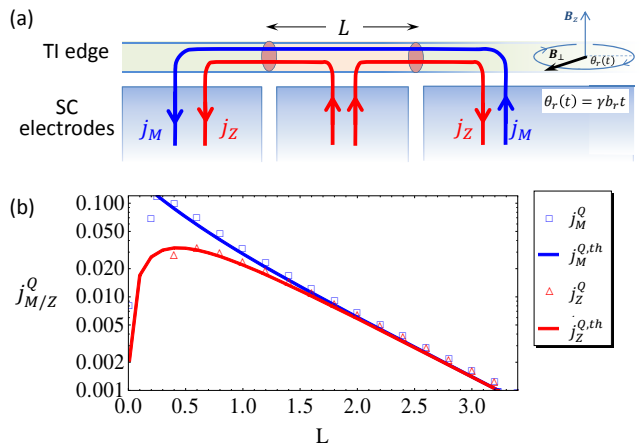 (a)
L
B_z
TI edge
B_⊥
θ_r(t)
SC electrodes
j_M
j_Z
j_Z
j_M
θ_r(t) = γb_r t
(b)
0.100
0.050
0.020
0.010
0.005
0.002
0.001
j^Q_{M/Z}
0.0 0.5 1.0 1.5 2.0 2.5 3.0
L
j^Q_M
j^{Q,th}_M
j^Q_Z
j^{Q,th}_Z